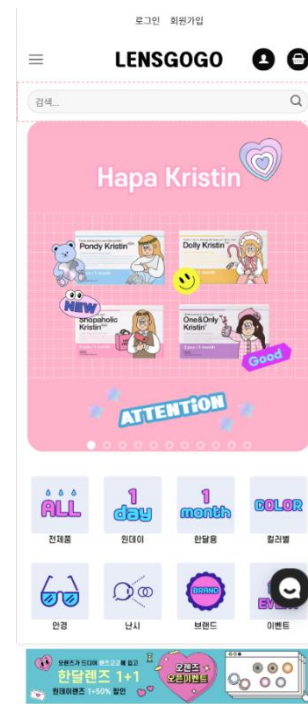 로그인 회원가입
LENSGOGO
검색...
Hapa Kristin
Pondy Kristin
Dolly Kristin
NEW
Shopaholic
Kristin
One&Only
Kristin
Good
ATTENTION
ALL
1
day
1
month
COLOR
전제품
원데이
한달용
컬러별
BRAND
안경
난시
브랜드
이벤트
한달렌즈 1+1
원데이렌즈 1+50% 할인
오렌즈
오픈이벤트